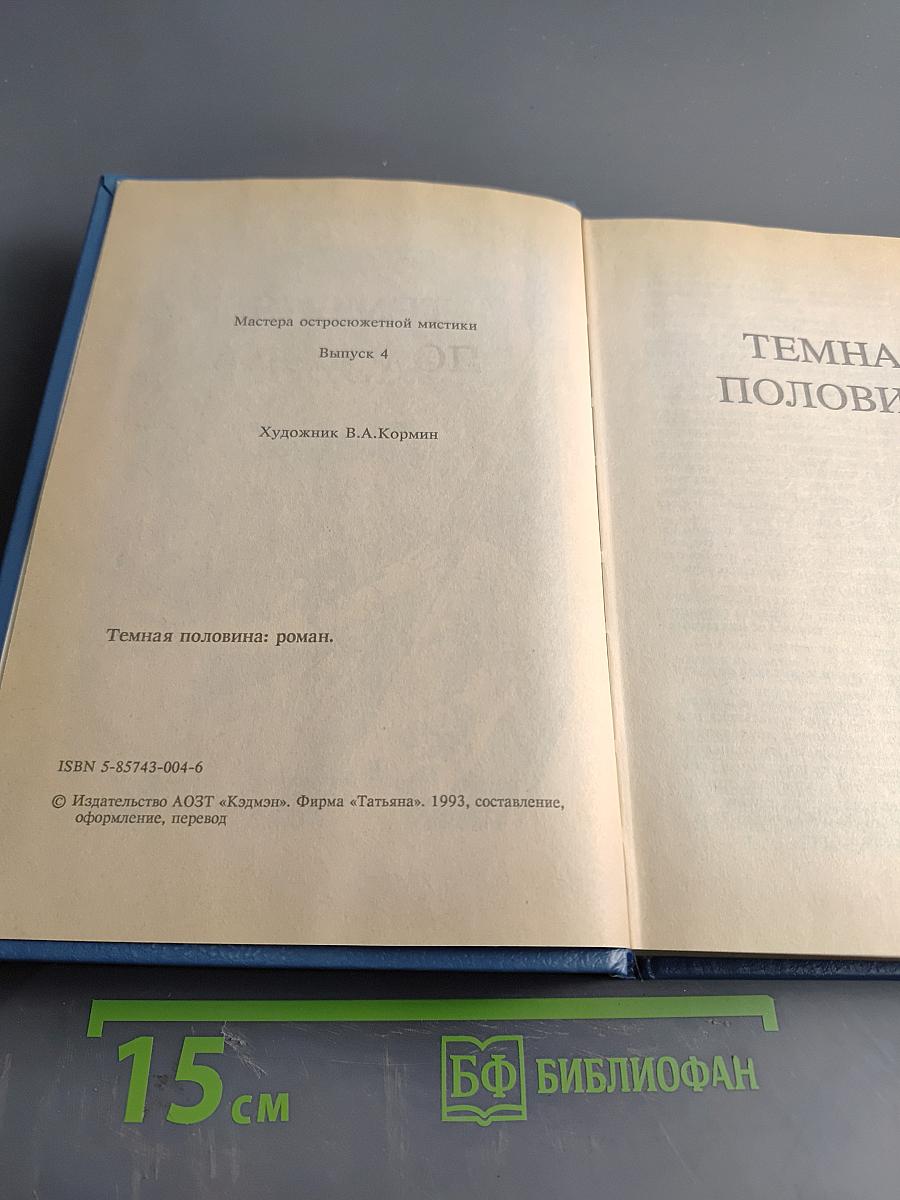 Мастера остросюжетной мистики
Выпуск 4
Художник В.А.Кормин
Темная половина: роман.
ISBN 5-85743-004-6
© Издательство АОЗТ «Кэдмэн». Фирма «Татьяна». 1993, составление,
оформление, перевод
ТЕМНА
ПОЛОВИ
15 см
БФ БИБЛИОФАН